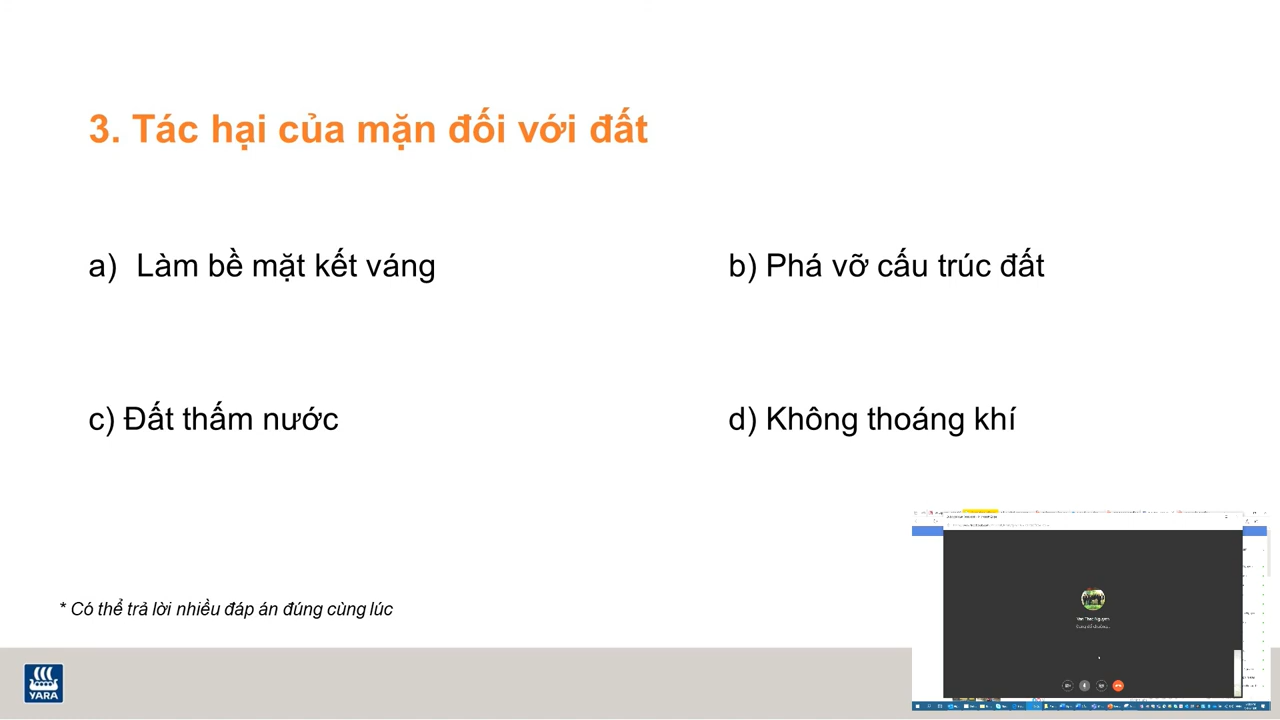 3. Tác hại của mặn đối với đất
a) Làm bề mặt kết váng
b) Phá vỡ cấu trúc đất
c) Đất thấm nước
d) Không thoáng khí
* Có thể trả lời nhiều đáp án đúng cùng lúc
YARA